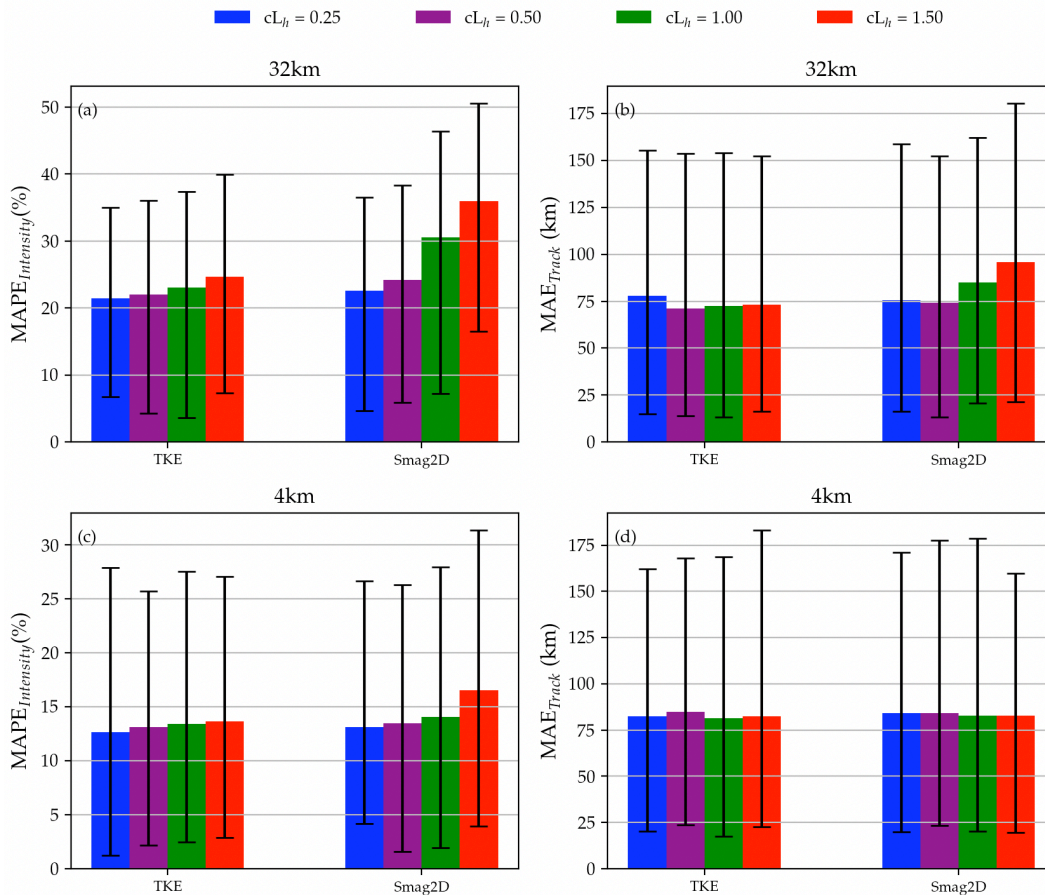 cL_h = 0.25 cL_h = 0.50 cL_h = 1.00 cL_h = 1.50
32km
(a)
MAPE_Intensity(%)
50
40
30
20
10
0
TKE Smag2D
32km
(b)
MAE_Track (km)
175
150
125
100
75
50
25
0
TKE Smag2D
4km
(c)
MAPE_Intensity(%)
30
25
20
15
10
5
0
TKE Smag2D
4km
(d)
MAE_Track (km)
175
150
125
100
75
50
25
0
TKE Smag2D